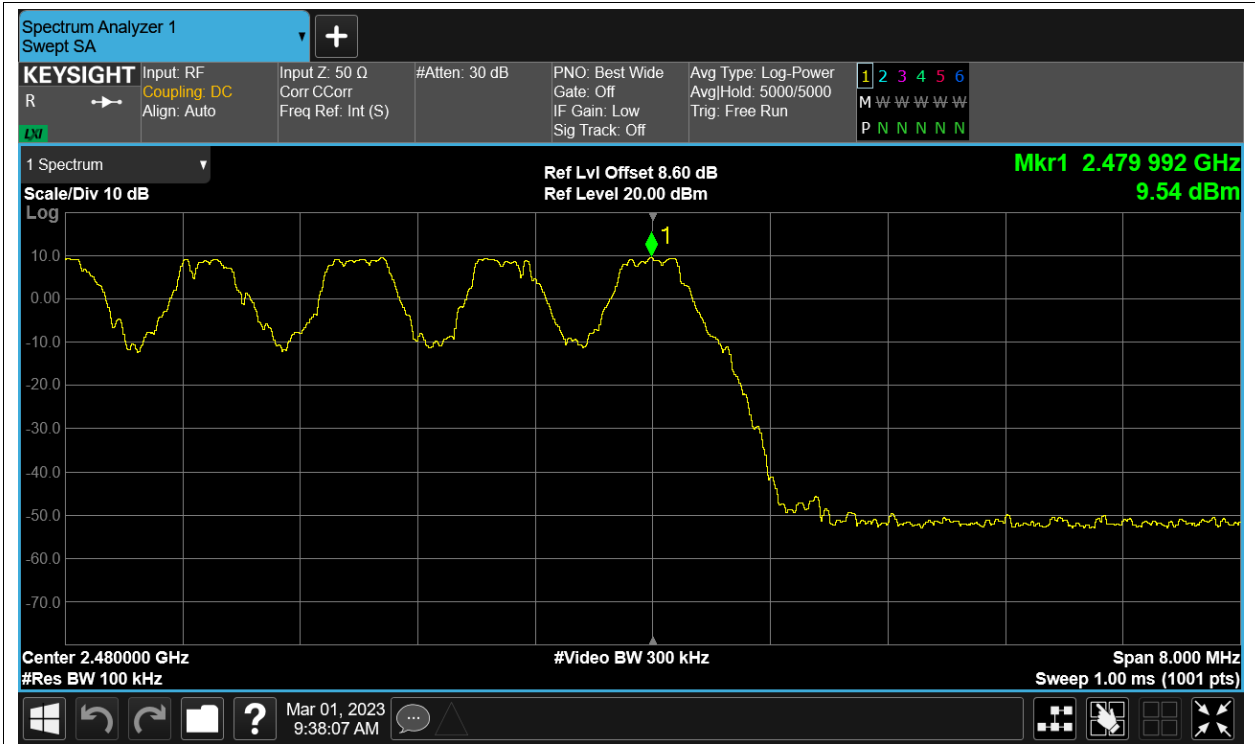 Spectrum Analyzer 1
Swept SA
KEYSIGHT Input: RF Input Z: 50 Ω #Atten: 30 dB PNO: Best Wide Avg Type: Log-Power 1 2 3 4 5 6
R Coupling: DC Corr CCorr Gate: Off Avg|Hold: 5000/5000 M W W W W W
Align: Auto Freq Ref: Int (S) IF Gain: Low Trig: Free Run
LXI Sig Track: Off P N N N N N
1 Spectrum Ref Lvl Offset 8.60 dB Mkr1 2.479 992 GHz
Scale/Div 10 dB Ref Level 20.00 dBm 9.54 dBm
Log
1
10.0
0.00
-10.0
-20.0
-30.0
-40.0
-50.0
-60.0
-70.0
Center 2.480000 GHz #Video BW 300 kHz Span 8.000 MHz
#Res BW 100 kHz Sweep 1.00 ms (1001 pts)
? Mar 01, 2023
9:38:07 AM